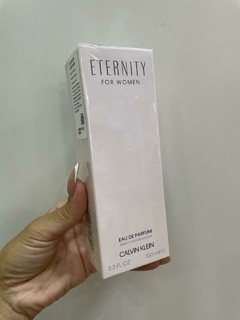 ETERNITY
FOR WOMEN
EAU DE PARFUM
CALVIN KLEIN
3.3 FL OZ 100 ml